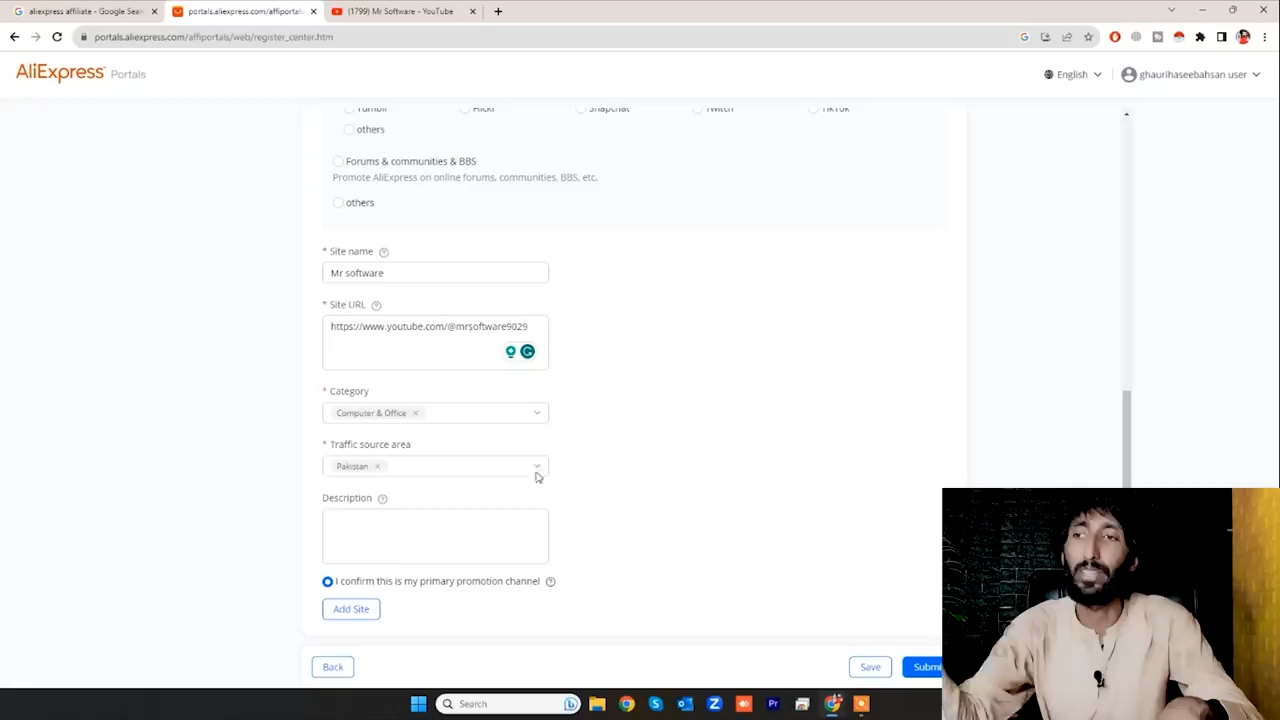 aliexpress affiliate - Google Sear
portals.aliexpress.com/affiportals
(1799) Mr Software - YouTube
portals.aliexpress.com/affiportals/web/register_center.htm
AliExpress Portals
English
ghaurihaseebahsan user
Tumblr
Flickr
Snapchat
Twitch
TikTok
others
Forums & communities & BBS
Promote AliExpress on online forums, communities, BBS, etc.
others
* Site name
Mr software
* Site URL
https://www.youtube.com/@mrsoftware9029
* Category
Computer & Office
* Traffic source area
Pakistan
Description
I confirm this is my primary promotion channel
Add Site
Back
Save
Submi
Search